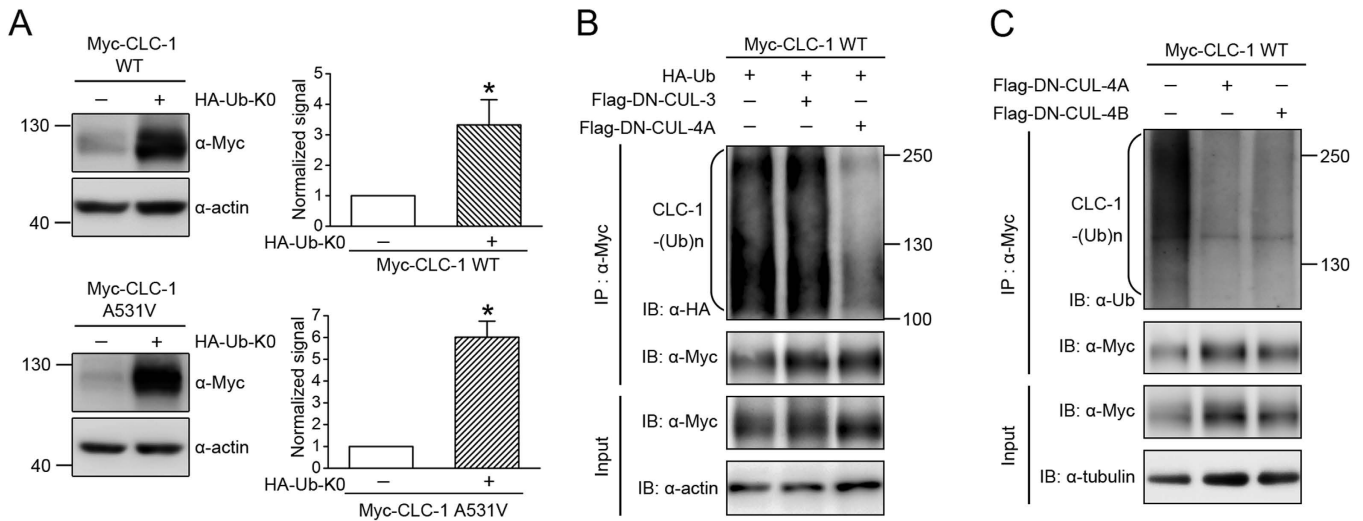 A
Myc-CLC-1
WT
– + HA-Ub-K0
130
α-Myc
α-actin
40
Normalized signal
5
4
3
2
1
0
*
HA-Ub-K0 – +
Myc-CLC-1 WT
Myc-CLC-1
A531V
– + HA-Ub-K0
130
α-Myc
α-actin
40
Normalized signal
7
6
5
4
3
2
1
0
*
HA-Ub-K0 – +
Myc-CLC-1 A531V
B
Myc-CLC-1 WT
HA-Ub + + +
Flag-DN-CUL-3 – + –
Flag-DN-CUL-4A – – +
IP : α-Myc
250
CLC-1
-(Ub)n
130
IB: α-HA
100
IB: α-Myc
Input
IB: α-Myc
IB: α-actin
C
Myc-CLC-1 WT
Flag-DN-CUL-4A – + –
Flag-DN-CUL-4B – – +
IP : α-Myc
250
CLC-1
-(Ub)n
130
IB: α-Ub
IB: α-Myc
Input
IB: α-Myc
IB: α-tubulin